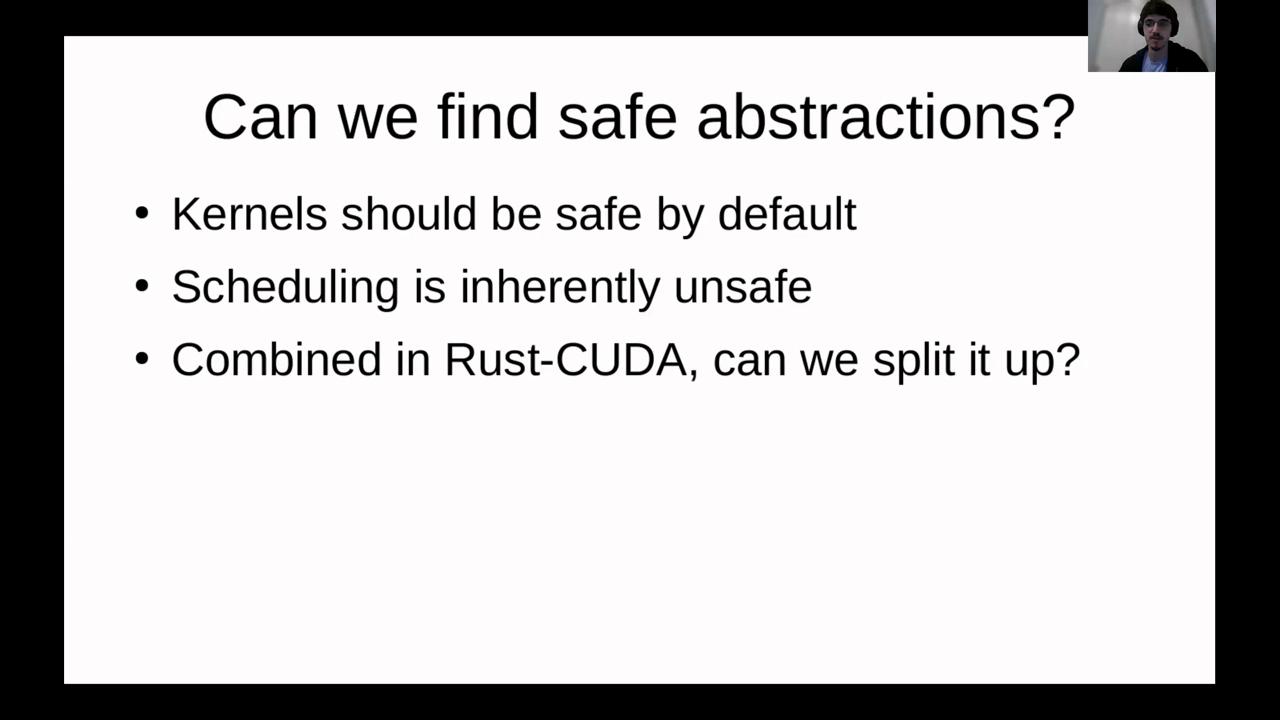 Can we find safe abstractions?
• Kernels should be safe by default
• Scheduling is inherently unsafe
• Combined in Rust-CUDA, can we split it up?